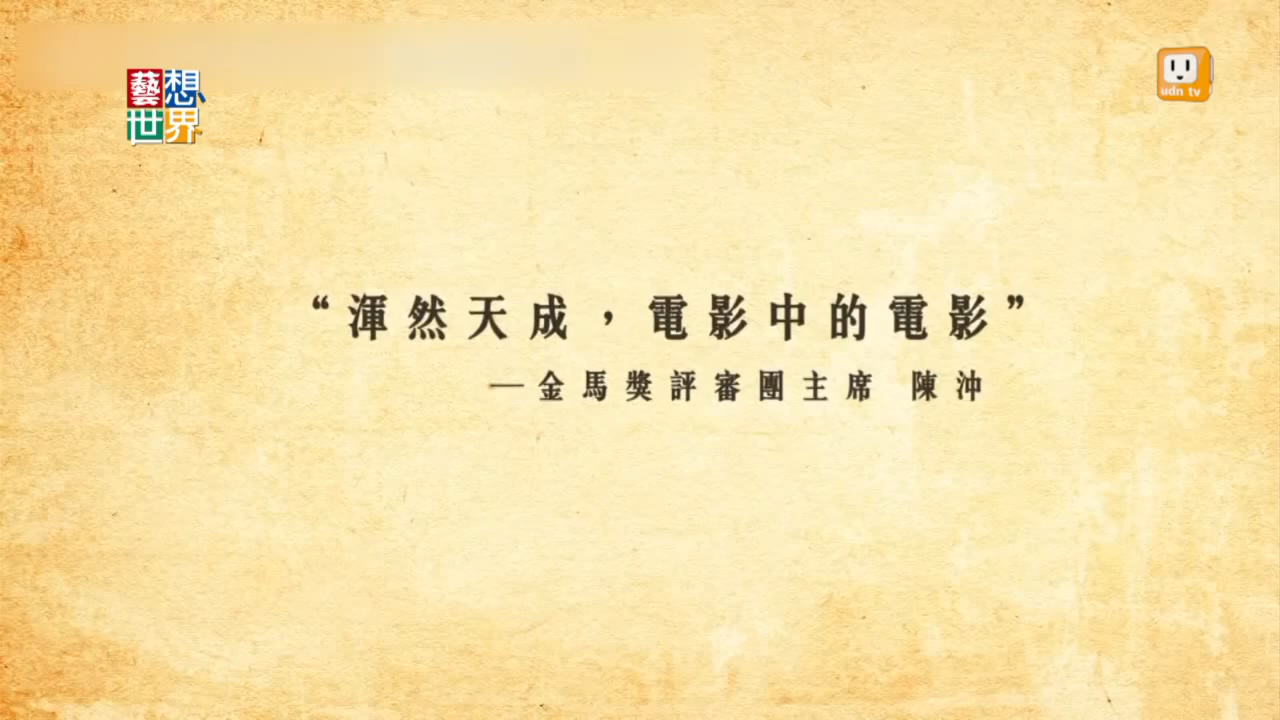 藝想
世界
udn tv
“渾然天成，電影中的電影”
—金馬獎評審團主席 陳沖